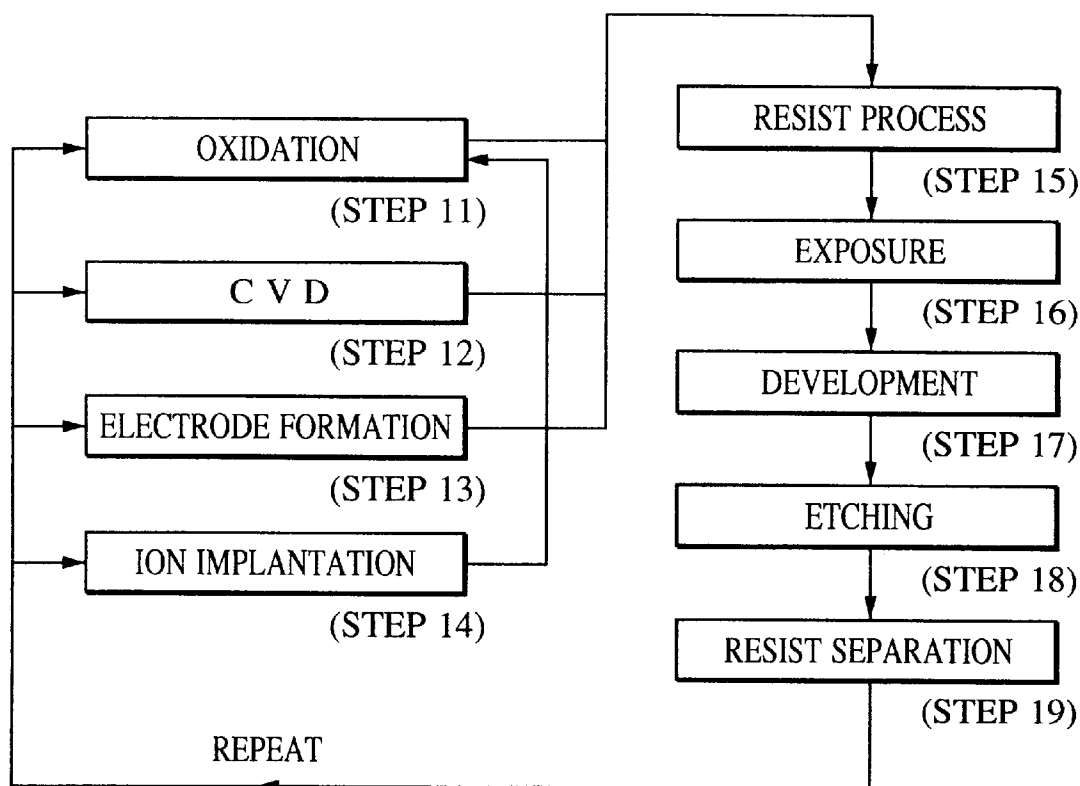 OXIDATION
(STEP 11)
C V D
(STEP 12)
ELECTRODE FORMATION
(STEP 13)
ION IMPLANTATION
(STEP 14)
REPEAT
RESIST PROCESS
(STEP 15)
EXPOSURE
(STEP 16)
DEVELOPMENT
(STEP 17)
ETCHING
(STEP 18)
RESIST SEPARATION
(STEP 19)